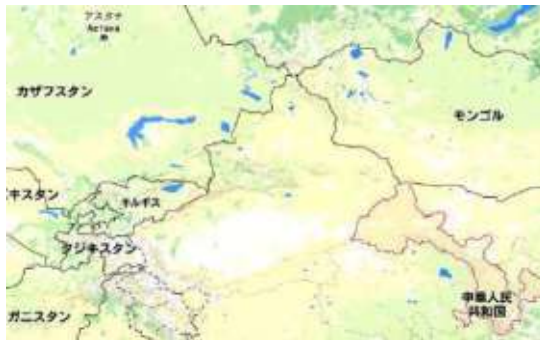 アスタナ
Astana
カザフスタン
モンゴル
キスタン
キルギス
タジキスタン
ガニスタン
中華人民
共和国